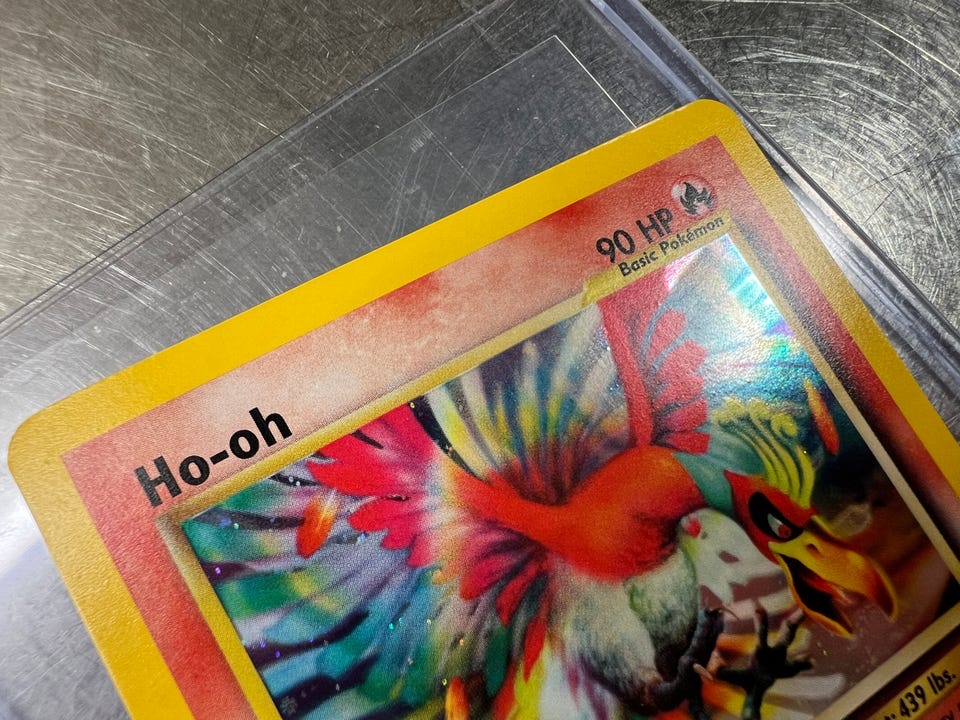 90 HP
Basic Pokémon
Ho-oh
439 lbs.